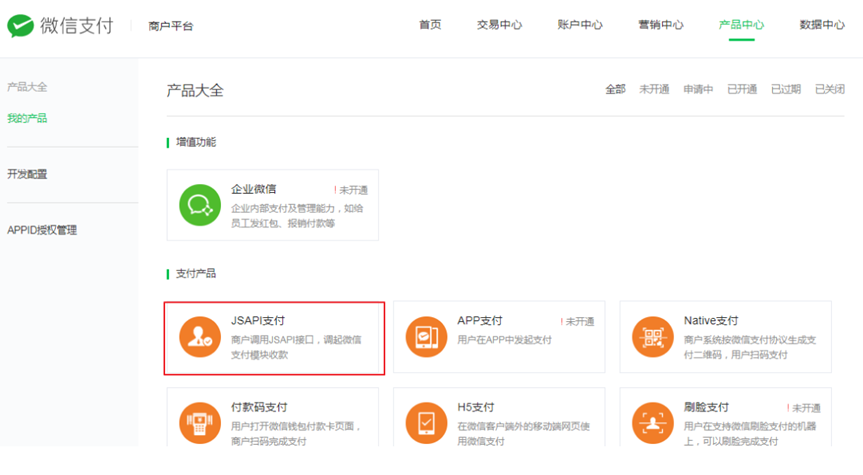 微信支付 商户平台 首页 交易中心 账户中心 营销中心 产品中心 数据中心
产品大全
我的产品
开发配置
APPID授权管理
产品大全 全部 未开通 申请中 已开通 已过期 已关闭
增值功能
企业微信 ！未开通
企业内部支付及管理能力，如给
员工发红包、报销付款等
支付产品
JSAPI支付
商户调用JSAPI接口，调起微信
支付模块收款
APP支付 ！未开通
用户在APP中发起支付
Native支付
商户系统按微信支付协议生成支
付二维码，用户扫码支付
付款码支付
用户打开微信钱包付款卡页面，
商户扫码完成支付
H5支付
在微信客户端外的移动端网页使
用微信支付
刷脸支付 ！未开通
用户在支持微信刷脸支付的机器
上，可以刷脸完成支付